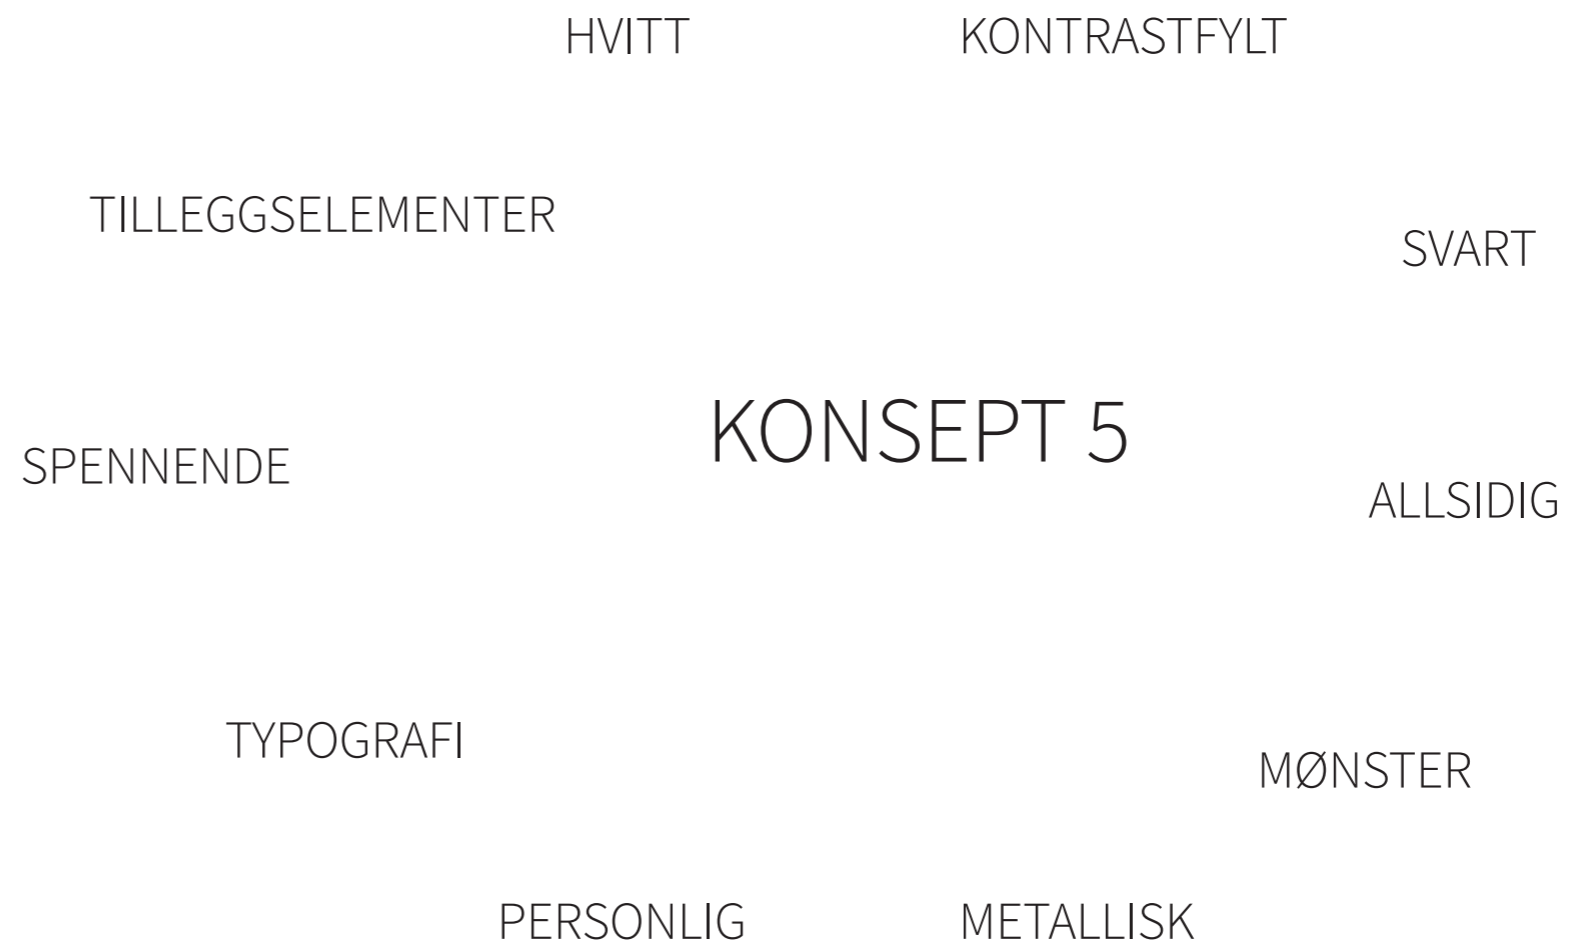 HVITT
KONTRASTFYLT
TILLEGGSELEMENTER
SVART
KONSEPT 5
SPENNENDE
ALLSIDIG
TYPOGRAFI
MØNSTER
PERSONLIG
METALLISK